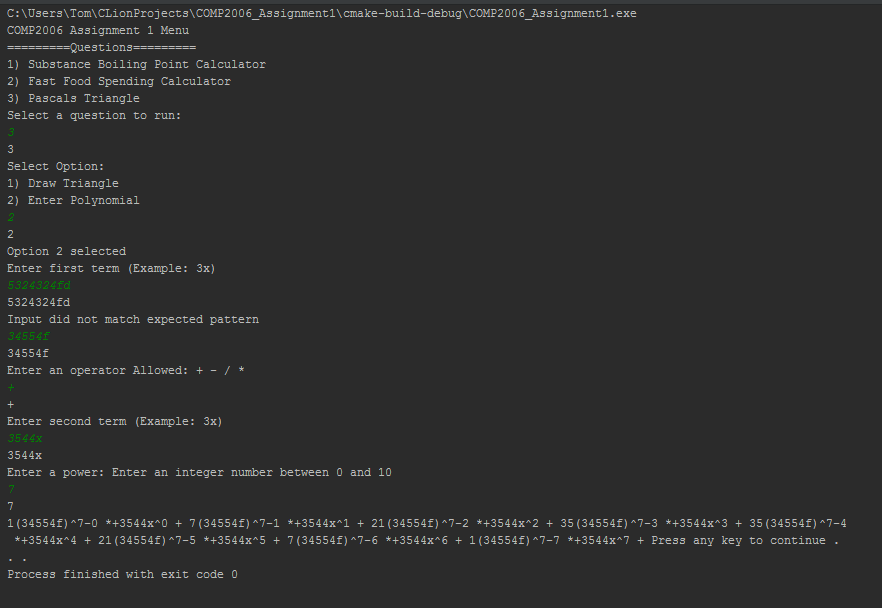 C:\Users\Tom\CLionProjects\COMP2006_Assignment1\cmake-build-debug\COMP2006_Assignment1.exe
COMP2006 Assignment 1 Menu
=========Questions=========
1) Substance Boiling Point Calculator
2) Fast Food Spending Calculator
3) Pascals Triangle
Select a question to run:
3
3
Select Option:
1) Draw Triangle
2) Enter Polynomial
2
2
Option 2 selected
Enter first term (Example: 3x)
5324324fd
5324324fd
Input did not match expected pattern
34554f
34554f
Enter an operator Allowed: + - / *
+
+
Enter second term (Example: 3x)
3544x
3544x
Enter a power: Enter an integer number between 0 and 10
7
7
1(34554f)^7-0 *+3544x^0 + 7(34554f)^7-1 *+3544x^1 + 21(34554f)^7-2 *+3544x^2 + 35(34554f)^7-3 *+3544x^3 + 35(34554f)^7-4
 *+3544x^4 + 21(34554f)^7-5 *+3544x^5 + 7(34554f)^7-6 *+3544x^6 + 1(34554f)^7-7 *+3544x^7 + Press any key to continue .
. .
Process finished with exit code 0